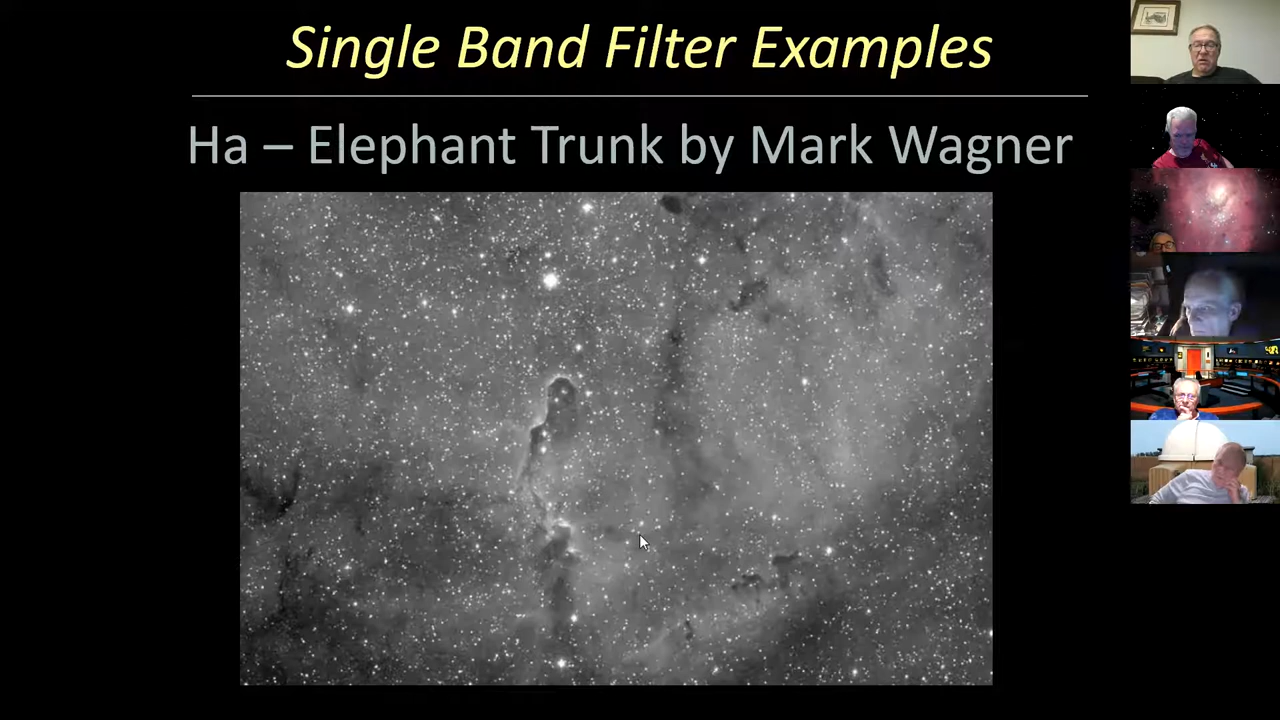 Single Band Filter Examples
Ha – Elephant Trunk by Mark Wagner